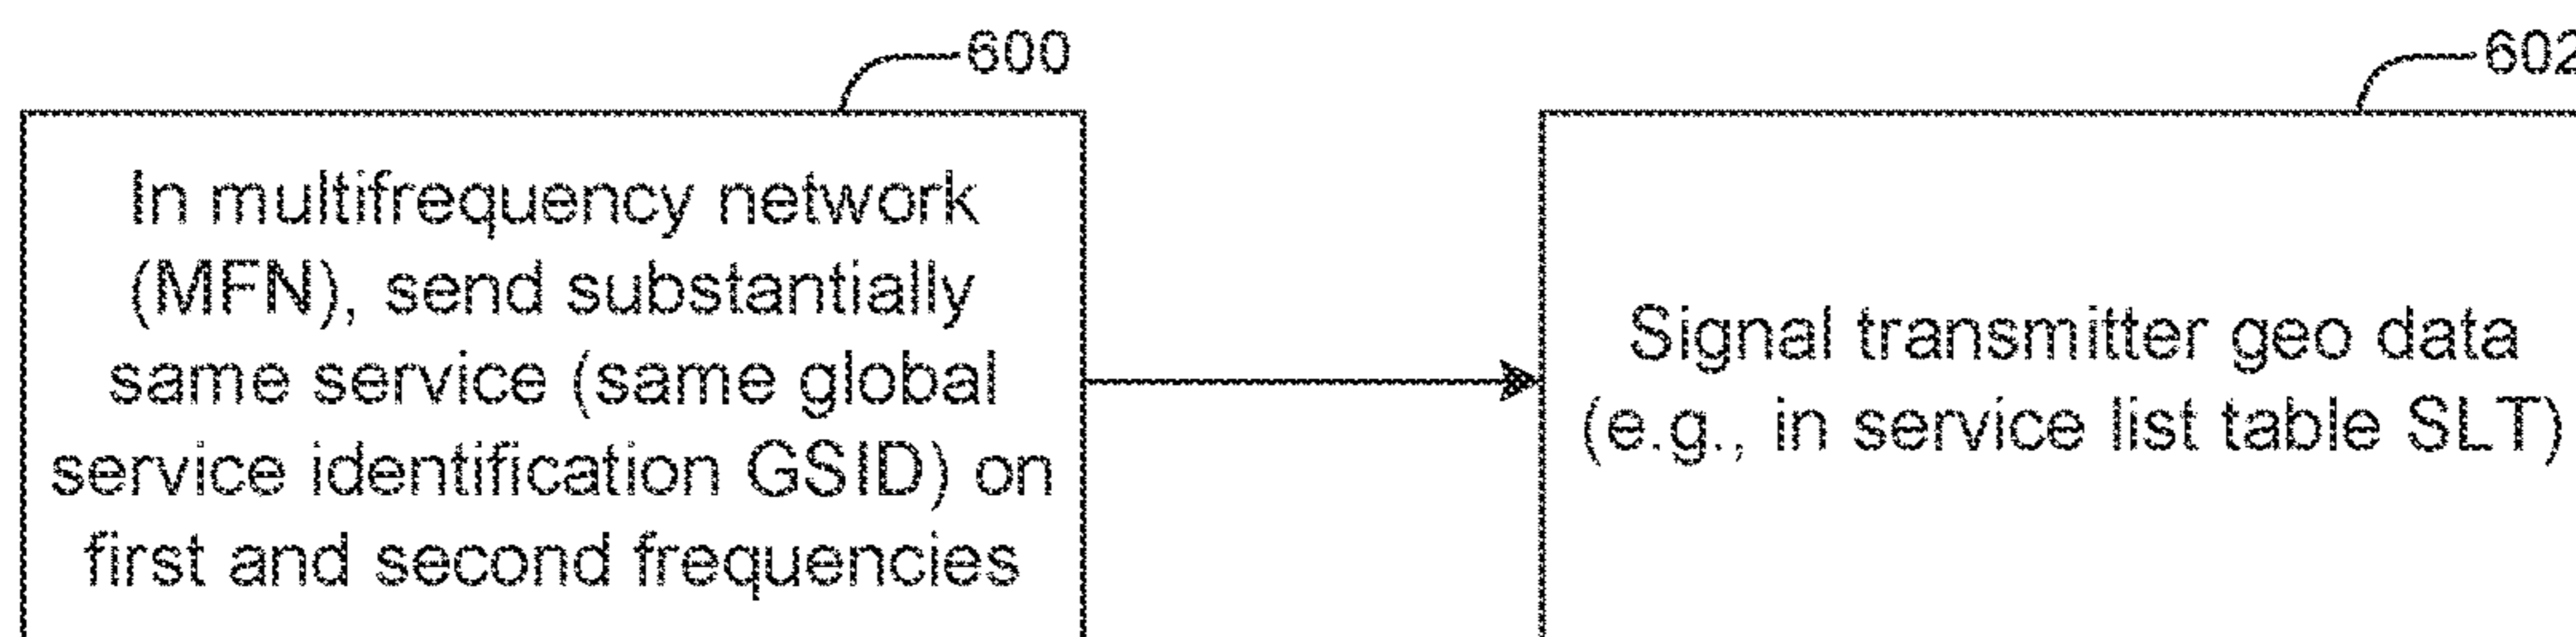 600
In multifrequency network
(MFN), send substantially
same service (same global
service identification GSID) on
first and second frequencies
602
Signal transmitter geo data
(e.g., in service list table SLT)